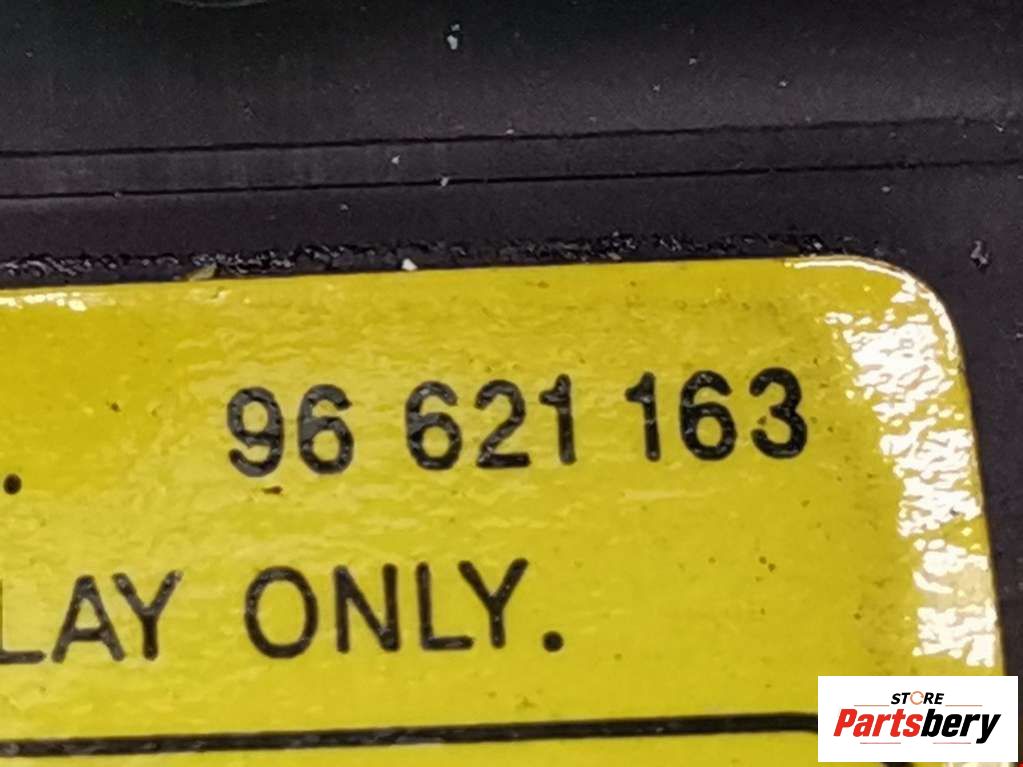 . 96 621 163
LAY ONLY.
STORE
Partsbery